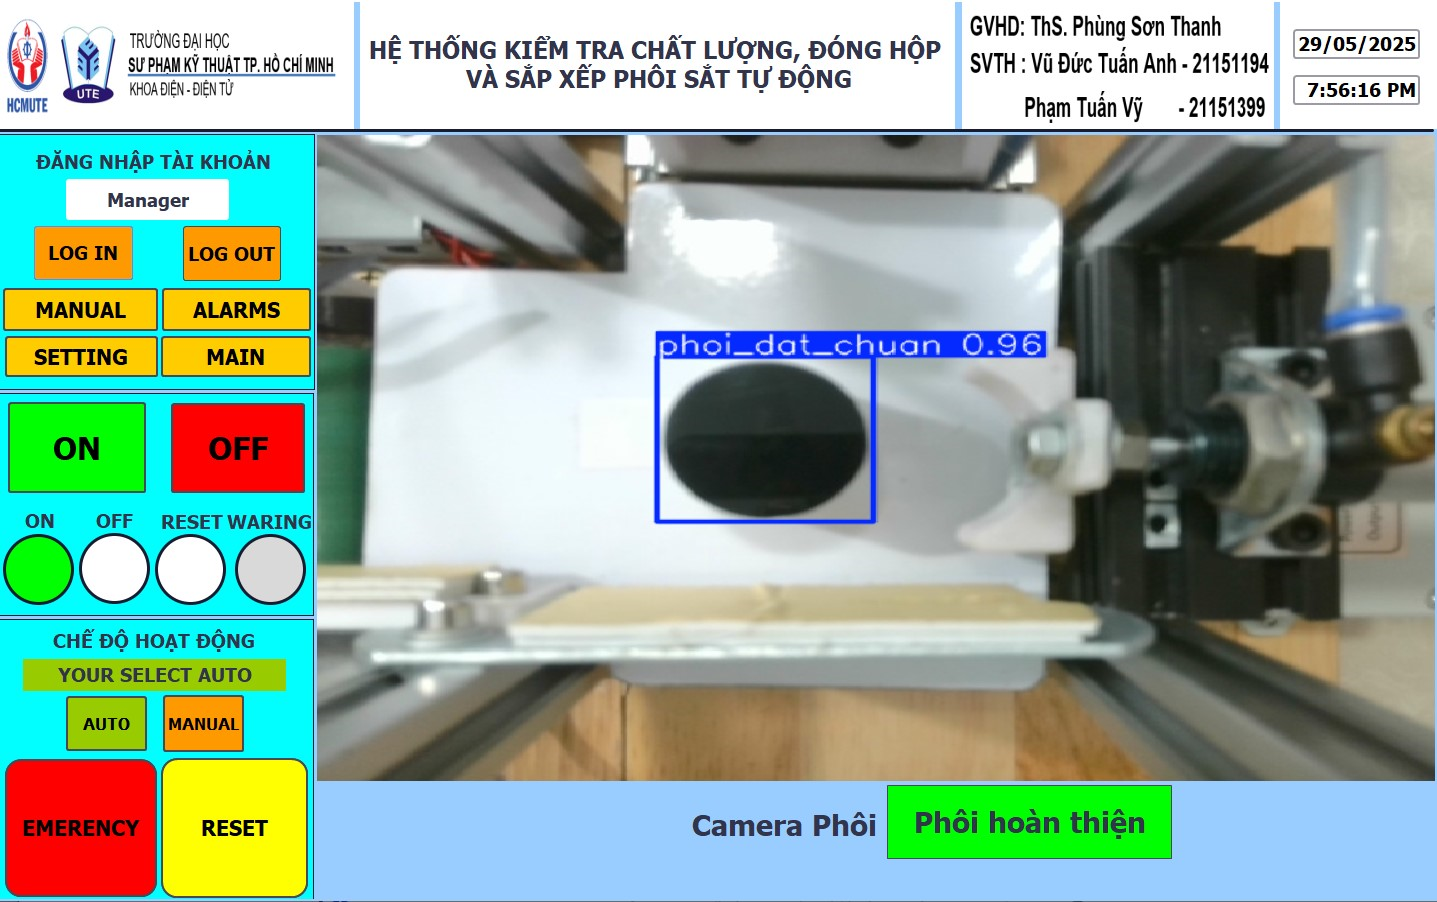 HCMUTE
UTE
TRƯỜNG ĐẠI HỌC
SƯ PHẠM KỸ THUẬT TP. HỒ CHÍ MINH
KHOA ĐIỆN - ĐIỆN TỬ
HỆ THỐNG KIỂM TRA CHẤT LƯỢNG, ĐÓNG HỘP
VÀ SẮP XẾP PHÔI SẮT TỰ ĐỘNG
GVHD: ThS. Phùng Sơn Thanh
SVTH : Vũ Đức Tuấn Anh - 21151194
Phạm Tuấn Vỹ - 21151399
29/05/2025
7:56:16 PM
ĐĂNG NHẬP TÀI KHOẢN
Manager
LOG IN LOG OUT
MANUAL ALARMS
SETTING MAIN
ON OFF
ON OFF RESET WARING
CHẾ ĐỘ HOẠT ĐỘNG
YOUR SELECT AUTO
AUTO MANUAL
EMERENCY RESET
phoi_dat_chuan 0.96
Camera Phôi Phôi hoàn thiện